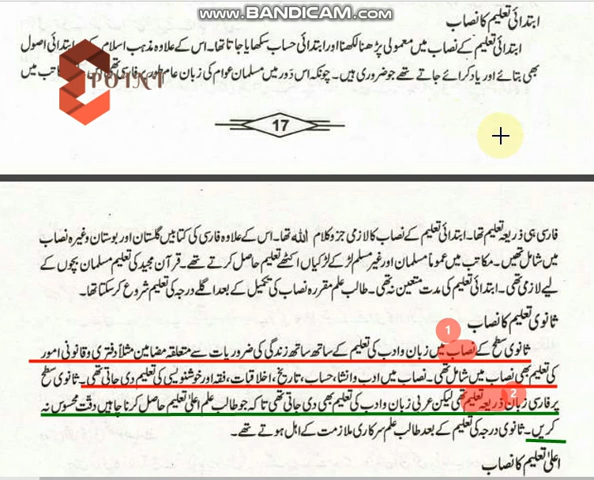 www.BANDICAM.com
ابتدائی تعلیم کا نصاب
ابتدائی تعلیم کے نصاب میں معمولی پڑھنا لکھنا اور ابتدائی حساب سکھایا جاتا تھا۔ اس کے علاوہ مذہب اسلام کے ابتدائی اصول
بھی بتائے اور یاد کرائے جاتے تھے جو ضروری ہیں۔ چونکہ اس دَور میں مسلمان عوام کی زبان عام طور پر فارسی تھی مکاتب میں
POINT
17
فارسی ہی ذریعہ تعلیم تھا۔ ابتدائی تعلیم کے نصاب کا لازمی جزو کلام اللہ تھا۔ اس کے علاوہ فارسی کی کتابیں گلستان اور بوستان وغیرہ نصاب
میں شامل تھیں۔ مکاتب میں عموماً مسلمان اور غیر مسلم لڑکے لڑکیاں اکٹھے تعلیم حاصل کرتے تھے۔ قرآن مجید کی تعلیم مسلمان بچوں کے
لیے لازمی تھی۔ ابتدائی تعلیم کی مدت متعین نہ تھی۔ طالب علم مقررہ نصاب کی تکمیل کے بعد اگلے درجہ کی تعلیم شروع کر سکتا تھا۔
ثانوی تعلیم کا نصاب
1
ثانوی سطح کے نصاب میں زبان و ادب کی تعلیم کے ساتھ ساتھ زندگی کی ضروریات سے متعلقہ مضامین مثلاً دفتری و قانونی امور
کی تعلیم بھی نصاب میں شامل تھی۔ نصاب میں ادب وانشا، حساب، تاریخ، اخلاقیات، فقہ اور خوشنویسی کی تعلیم دی جاتی تھی۔ ثانوی سطح
2
پر فارسی زبان ذریعہ تعلیم تھی لیکن عربی زبان و ادب کی تعلیم بھی دی جاتی تھی تاکہ جو طالب علم اعلیٰ تعلیم حاصل کرنا چاہیں دقت محسوس نہ
کریں۔ ثانوی درجہ کی تعلیم کے بعد طالب علم سرکاری ملازمت کے اہل ہوتے تھے۔
اعلیٰ تعلیم کا نصاب